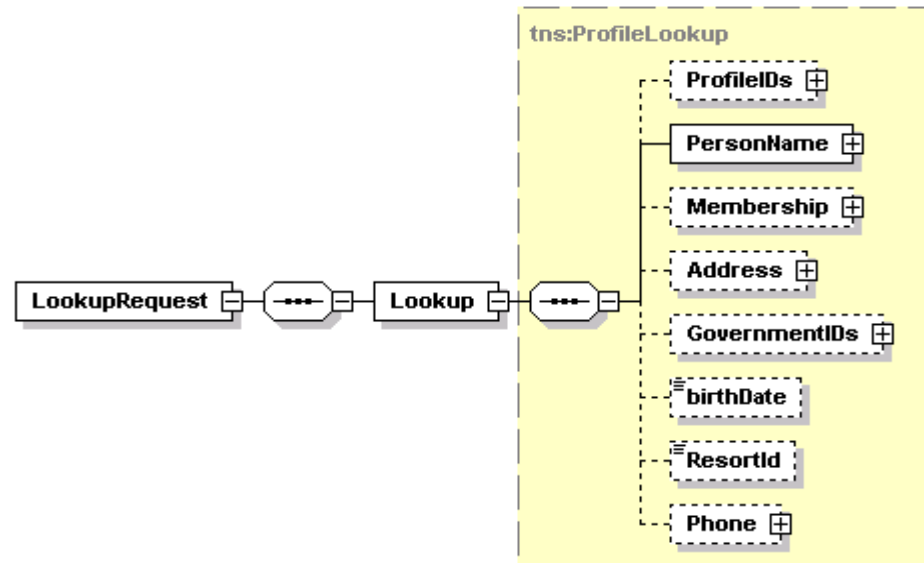 tns:ProfileLookup
ProfileIDs
PersonName
Membership
Address
LookupRequest
Lookup
GovernmentIDs
birthDate
ResortId
Phone